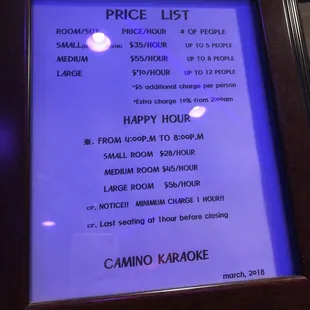 PRICE LIST
ROOM/SIZE PRICE/HOUR # OF PEOPLE
SMALL $35/HOUR UP TO 5 PEOPLE
MEDIUM $55/HOUR UP TO 8 PEOPLE
LARGE $70/HOUR UP TO 12 PEOPLE
*$5 additional charge per person
*Extra charge 10% from 2:00am
HAPPY HOUR
※. FROM 4:00P.M TO 8:00P.M
SMALL ROOM $28/HOUR
MEDIUM ROOM $45/HOUR
LARGE ROOM $56/HOUR
☞. NOTICE!! MINIMUM CHARGE 1 HOUR!!
☞. Last seating at 1hour before closing
CAMINO KARAOKE
march, 2018